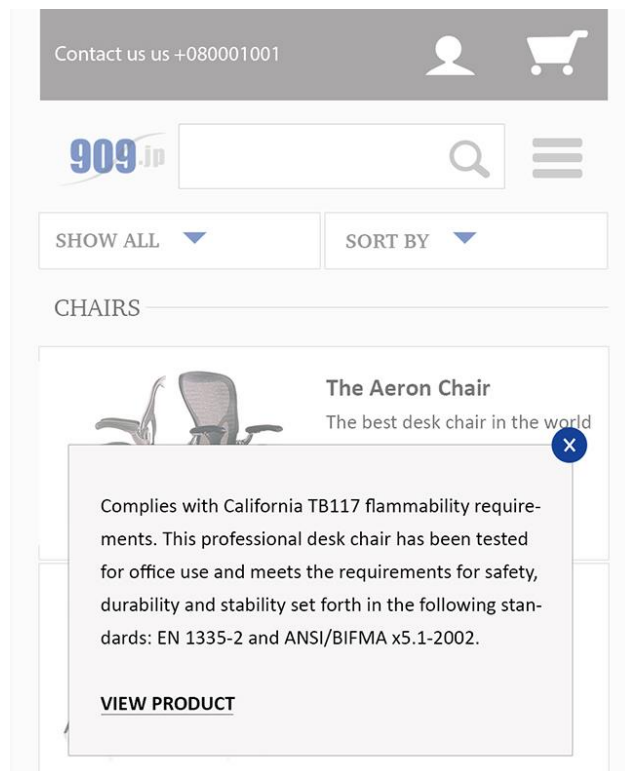 Contact us us +080001001
909.jp
SHOW ALL
SORT BY
CHAIRS
The Aeron Chair
The best desk chair in the world
X
Complies with California TB117 flammability require-
ments. This professional desk chair has been tested
for office use and meets the requirements for safety,
durability and stability set forth in the following stan-
dards: EN 1335-2 and ANSI/BIFMA x5.1-2002.
VIEW PRODUCT